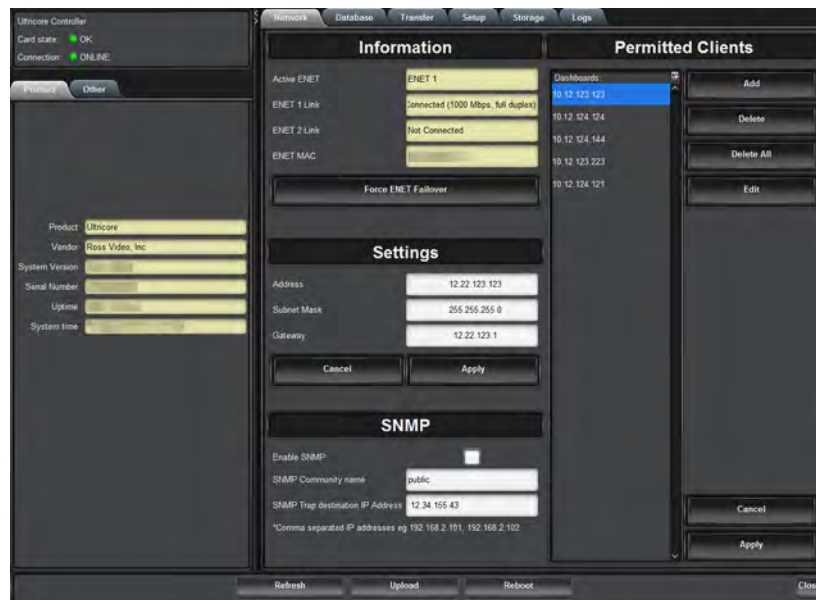 Ultricore Controller
Card state: OK
Connection: ONLINE
Product Other
Product Ultricore
Vendor Ross Video, Inc
System Version
Serial Number
Uptime
System time
Network Database Transfer Setup Storage Logs
Information
Active ENET ENET 1
ENET 1 Link Connected (1000 Mbps, full duplex)
ENET 2 Link Not Connected
ENET MAC
Force ENET Failover
Settings
Address 12.22.123.123
Subnet Mask 255.255.255.0
Gateway 12.22.123.1
Cancel Apply
SNMP
Enable SNMP
SNMP Community name public
SNMP Trap destination IP Address 12.34.155.43
*Comma separated IP addresses eg 192.168.2.101, 192.168.2.102
Permitted Clients
Dashboards:
10.12.123.123
10.12.124.124
10.12.124.144
10.12.123.223
10.12.124.121
Add
Delete
Delete All
Edit
Cancel
Apply
Refresh Upload Reboot Clos